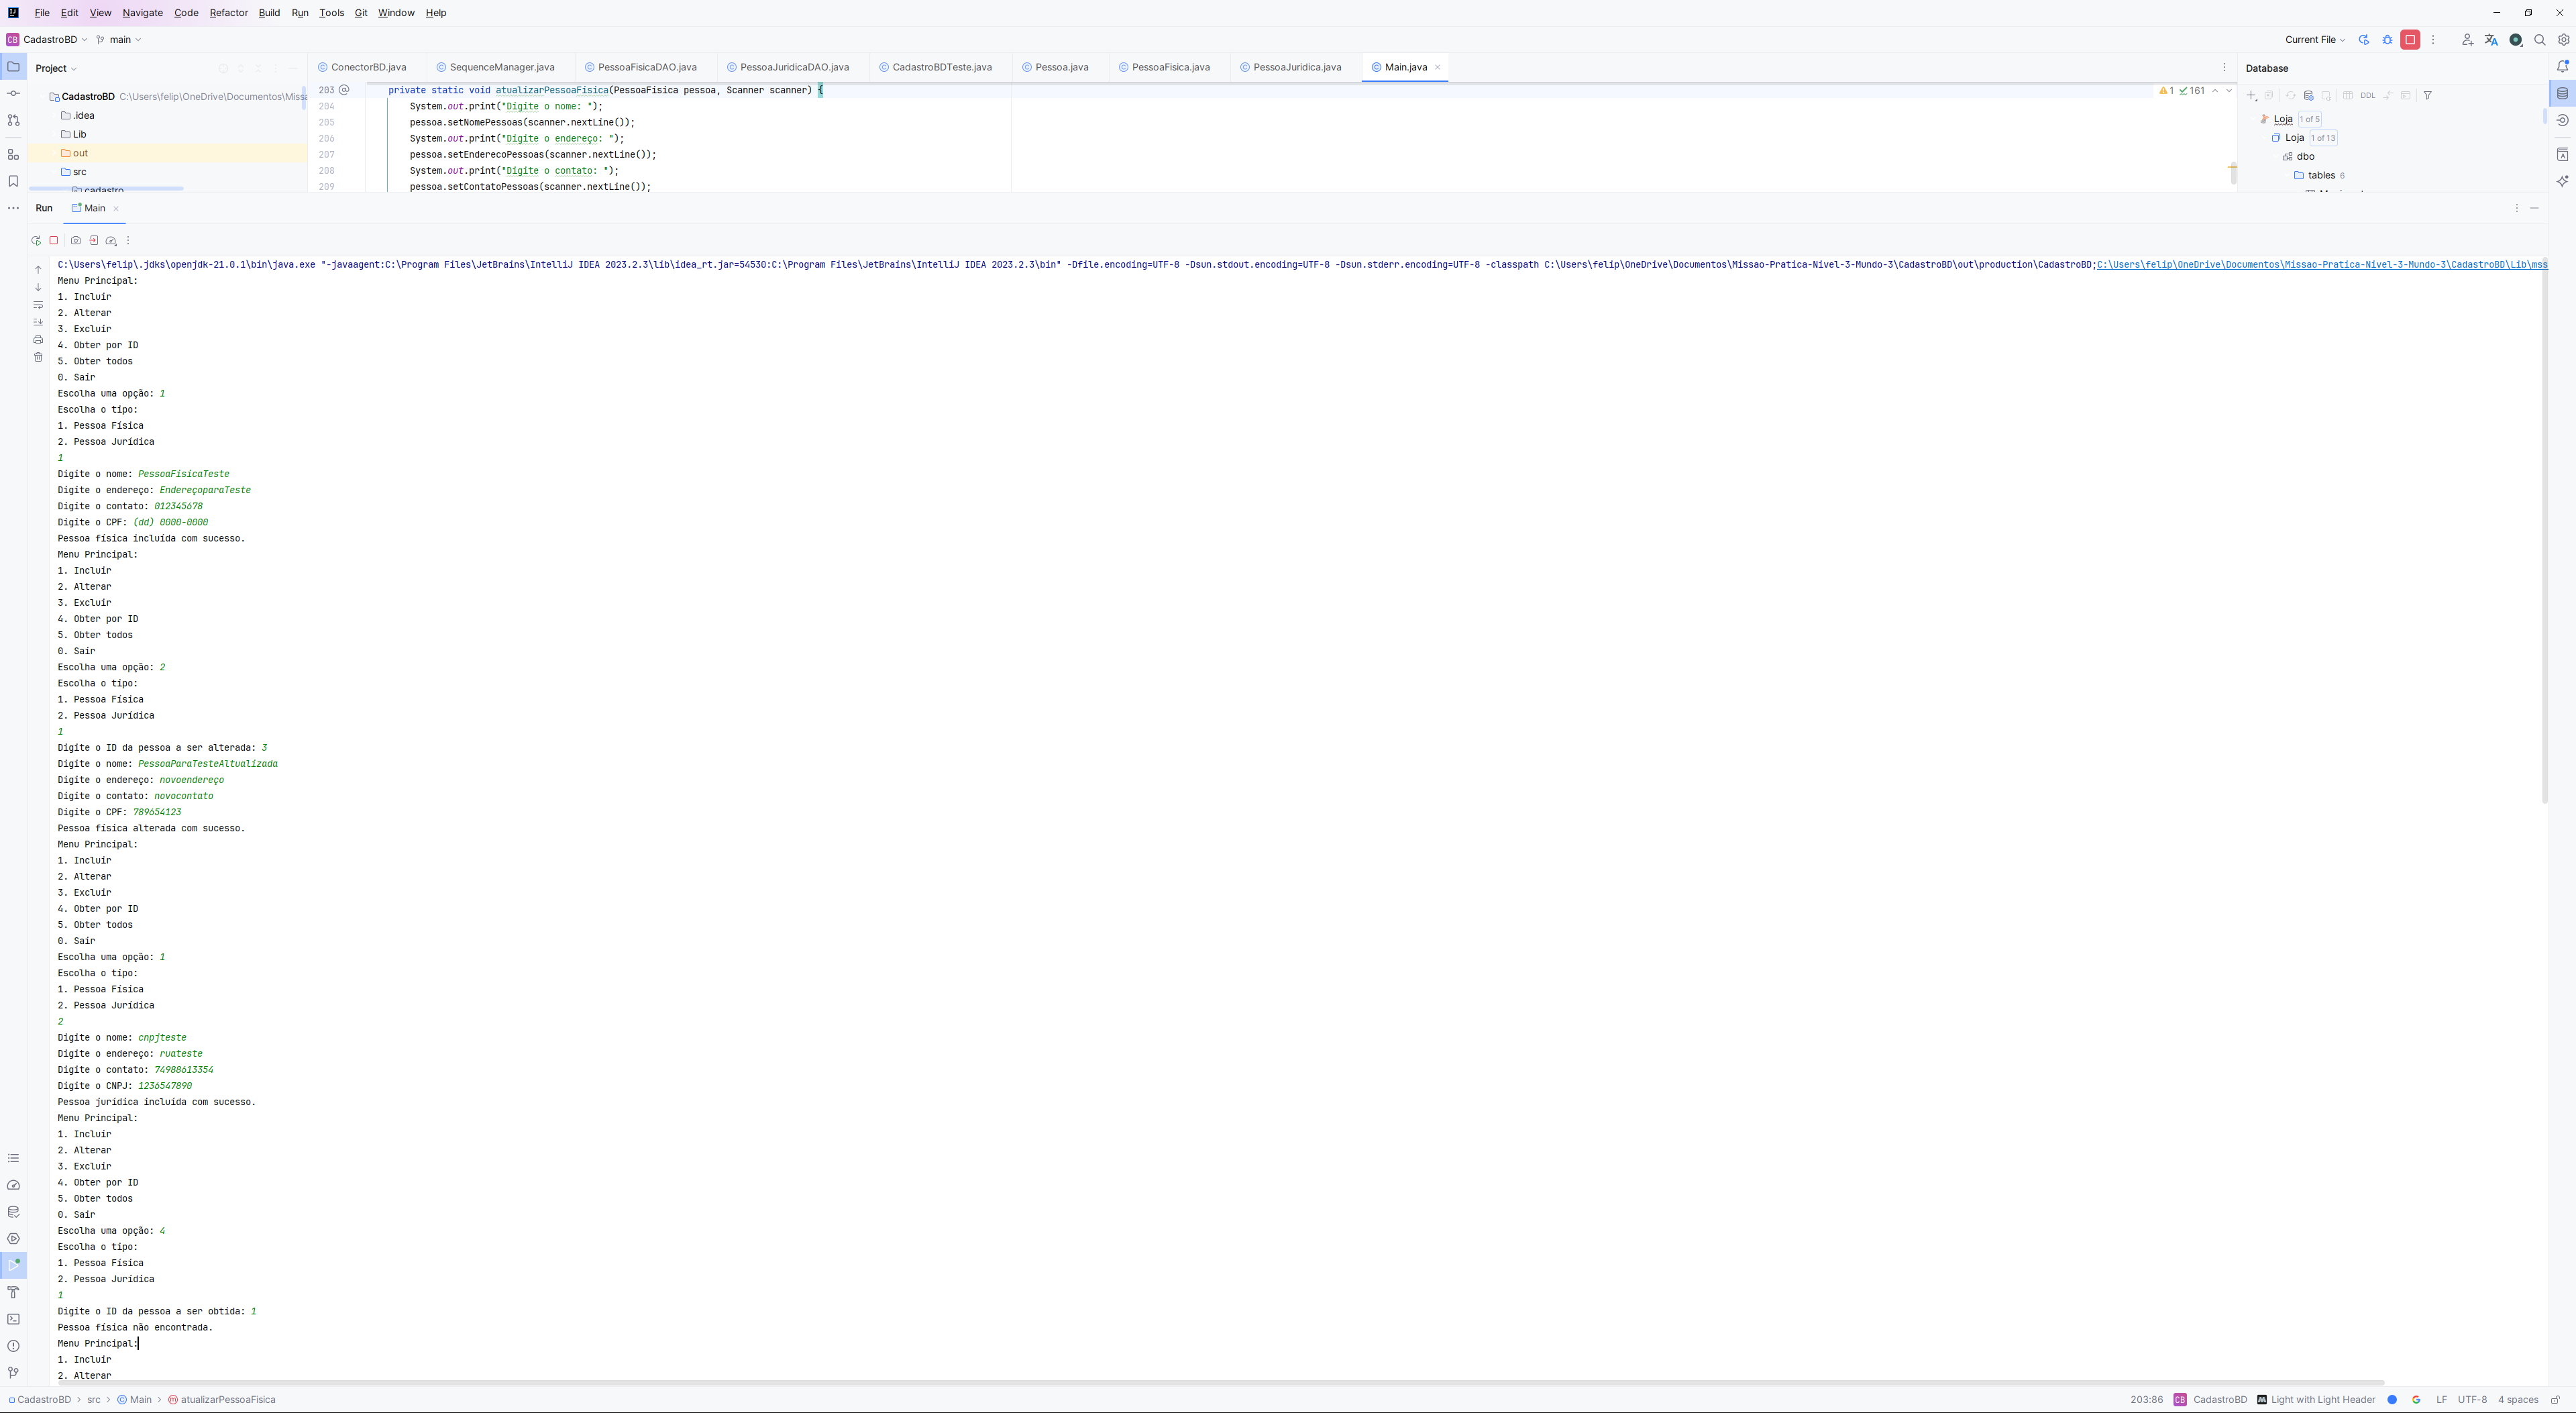 File Edit View Navigate Code Refactor Build Run Tools Git Window Help
CB CadastroBD main Current File
Project ConectorBD.java SequenceManager.java PessoaFisicaDAO.java PessoaJuridicaDAO.java CadastroBDTeste.java Pessoa.java PessoaFisica.java PessoaJuridica.java Main.java Database
CadastroBD C:\Users\felip\OneDrive\Documentos\Missa
.idea
Lib
out
src
cadastro
203 private static void atualizarPessoaFisica(PessoaFisica pessoa, Scanner scanner) {
204 System.out.print("Digite o nome: ");
205 pessoa.setNomePessoas(scanner.nextLine());
206 System.out.print("Digite o endereço: ");
207 pessoa.setEnderecoPessoas(scanner.nextLine());
208 System.out.print("Digite o contato: ");
209 pessoa.setContatoPessoas(scanner.nextLine());
1 161
DDL
Loja 1 of 5
Loja 1 of 13
dbo
tables 6
Run Main
C:\Users\felip\.jdks\openjdk-21.0.1\bin\java.exe "-javaagent:C:\Program Files\JetBrains\IntelliJ IDEA 2023.2.3\lib\idea_rt.jar=54530:C:\Program Files\JetBrains\IntelliJ IDEA 2023.2.3\bin" -Dfile.encoding=UTF-8 -Dsun.stdout.encoding=UTF-8 -Dsun.stderr.encoding=UTF-8 -classpath C:\Users\felip\OneDrive\Documentos\Missao-Pratica-Nivel-3-Mundo-3\CadastroBD\out\production\CadastroBD;C:\Users\felip\OneDrive\Documentos\Missao-Pratica-Nivel-3-Mundo-3\CadastroBD\Lib\mss
Menu Principal:
1. Incluir
2. Alterar
3. Excluir
4. Obter por ID
5. Obter todos
0. Sair
Escolha uma opção: 1
Escolha o tipo:
1. Pessoa Física
2. Pessoa Jurídica
1
Digite o nome: PessoaFisicaTeste
Digite o endereço: EndereçoparaTeste
Digite o contato: 012345678
Digite o CPF: (dd) 0000-0000
Pessoa física incluída com sucesso.
Menu Principal:
1. Incluir
2. Alterar
3. Excluir
4. Obter por ID
5. Obter todos
0. Sair
Escolha uma opção: 2
Escolha o tipo:
1. Pessoa Física
2. Pessoa Jurídica
1
Digite o ID da pessoa a ser alterada: 3
Digite o nome: PessoaParaTesteAltualizada
Digite o endereço: novoendereço
Digite o contato: novocontato
Digite o CPF: 789654123
Pessoa física alterada com sucesso.
Menu Principal:
1. Incluir
2. Alterar
3. Excluir
4. Obter por ID
5. Obter todos
0. Sair
Escolha uma opção: 1
Escolha o tipo:
1. Pessoa Física
2. Pessoa Jurídica
2
Digite o nome: cnpjteste
Digite o endereço: ruateste
Digite o contato: 74988613354
Digite o CNPJ: 1236547890
Pessoa jurídica incluída com sucesso.
Menu Principal:
1. Incluir
2. Alterar
3. Excluir
4. Obter por ID
5. Obter todos
0. Sair
Escolha uma opção: 4
Escolha o tipo:
1. Pessoa Física
2. Pessoa Jurídica
1
Digite o ID da pessoa a ser obtida: 1
Pessoa física não encontrada.
Menu Principal:
1. Incluir
2. Alterar
CadastroBD > src > Main > atualizarPessoaFisica 203:86 CB CadastroBD Light with Light Header LF UTF-8 4 spaces